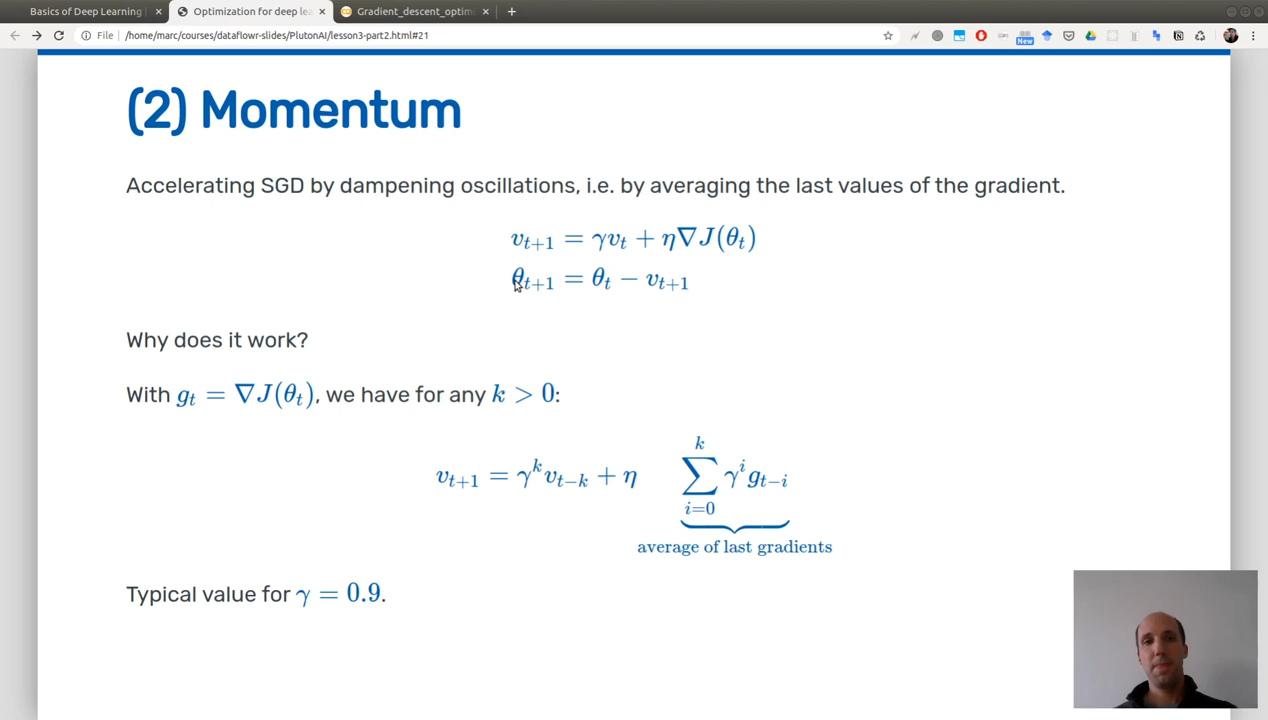 Basics of Deep Learning
Optimization for deep lea
Gradient_descent_optim
File
/home/marc/courses/dataflowr-slides/PlutonAI/lesson3-part2.html#21
New
(2) Momentum
Accelerating SGD by dampening oscillations, i.e. by averaging the last values of the gradient.
v_{t+1} = γv_t + η∇J(θ_t)
θ_{t+1} = θ_t − v_{t+1}
Why does it work?
With g_t = ∇J(θ_t), we have for any k > 0:
v_{t+1} = γ^k v_{t−k} + η ∑_{i=0}^{k} γ^i g_{t−i}
average of last gradients
Typical value for γ = 0.9.